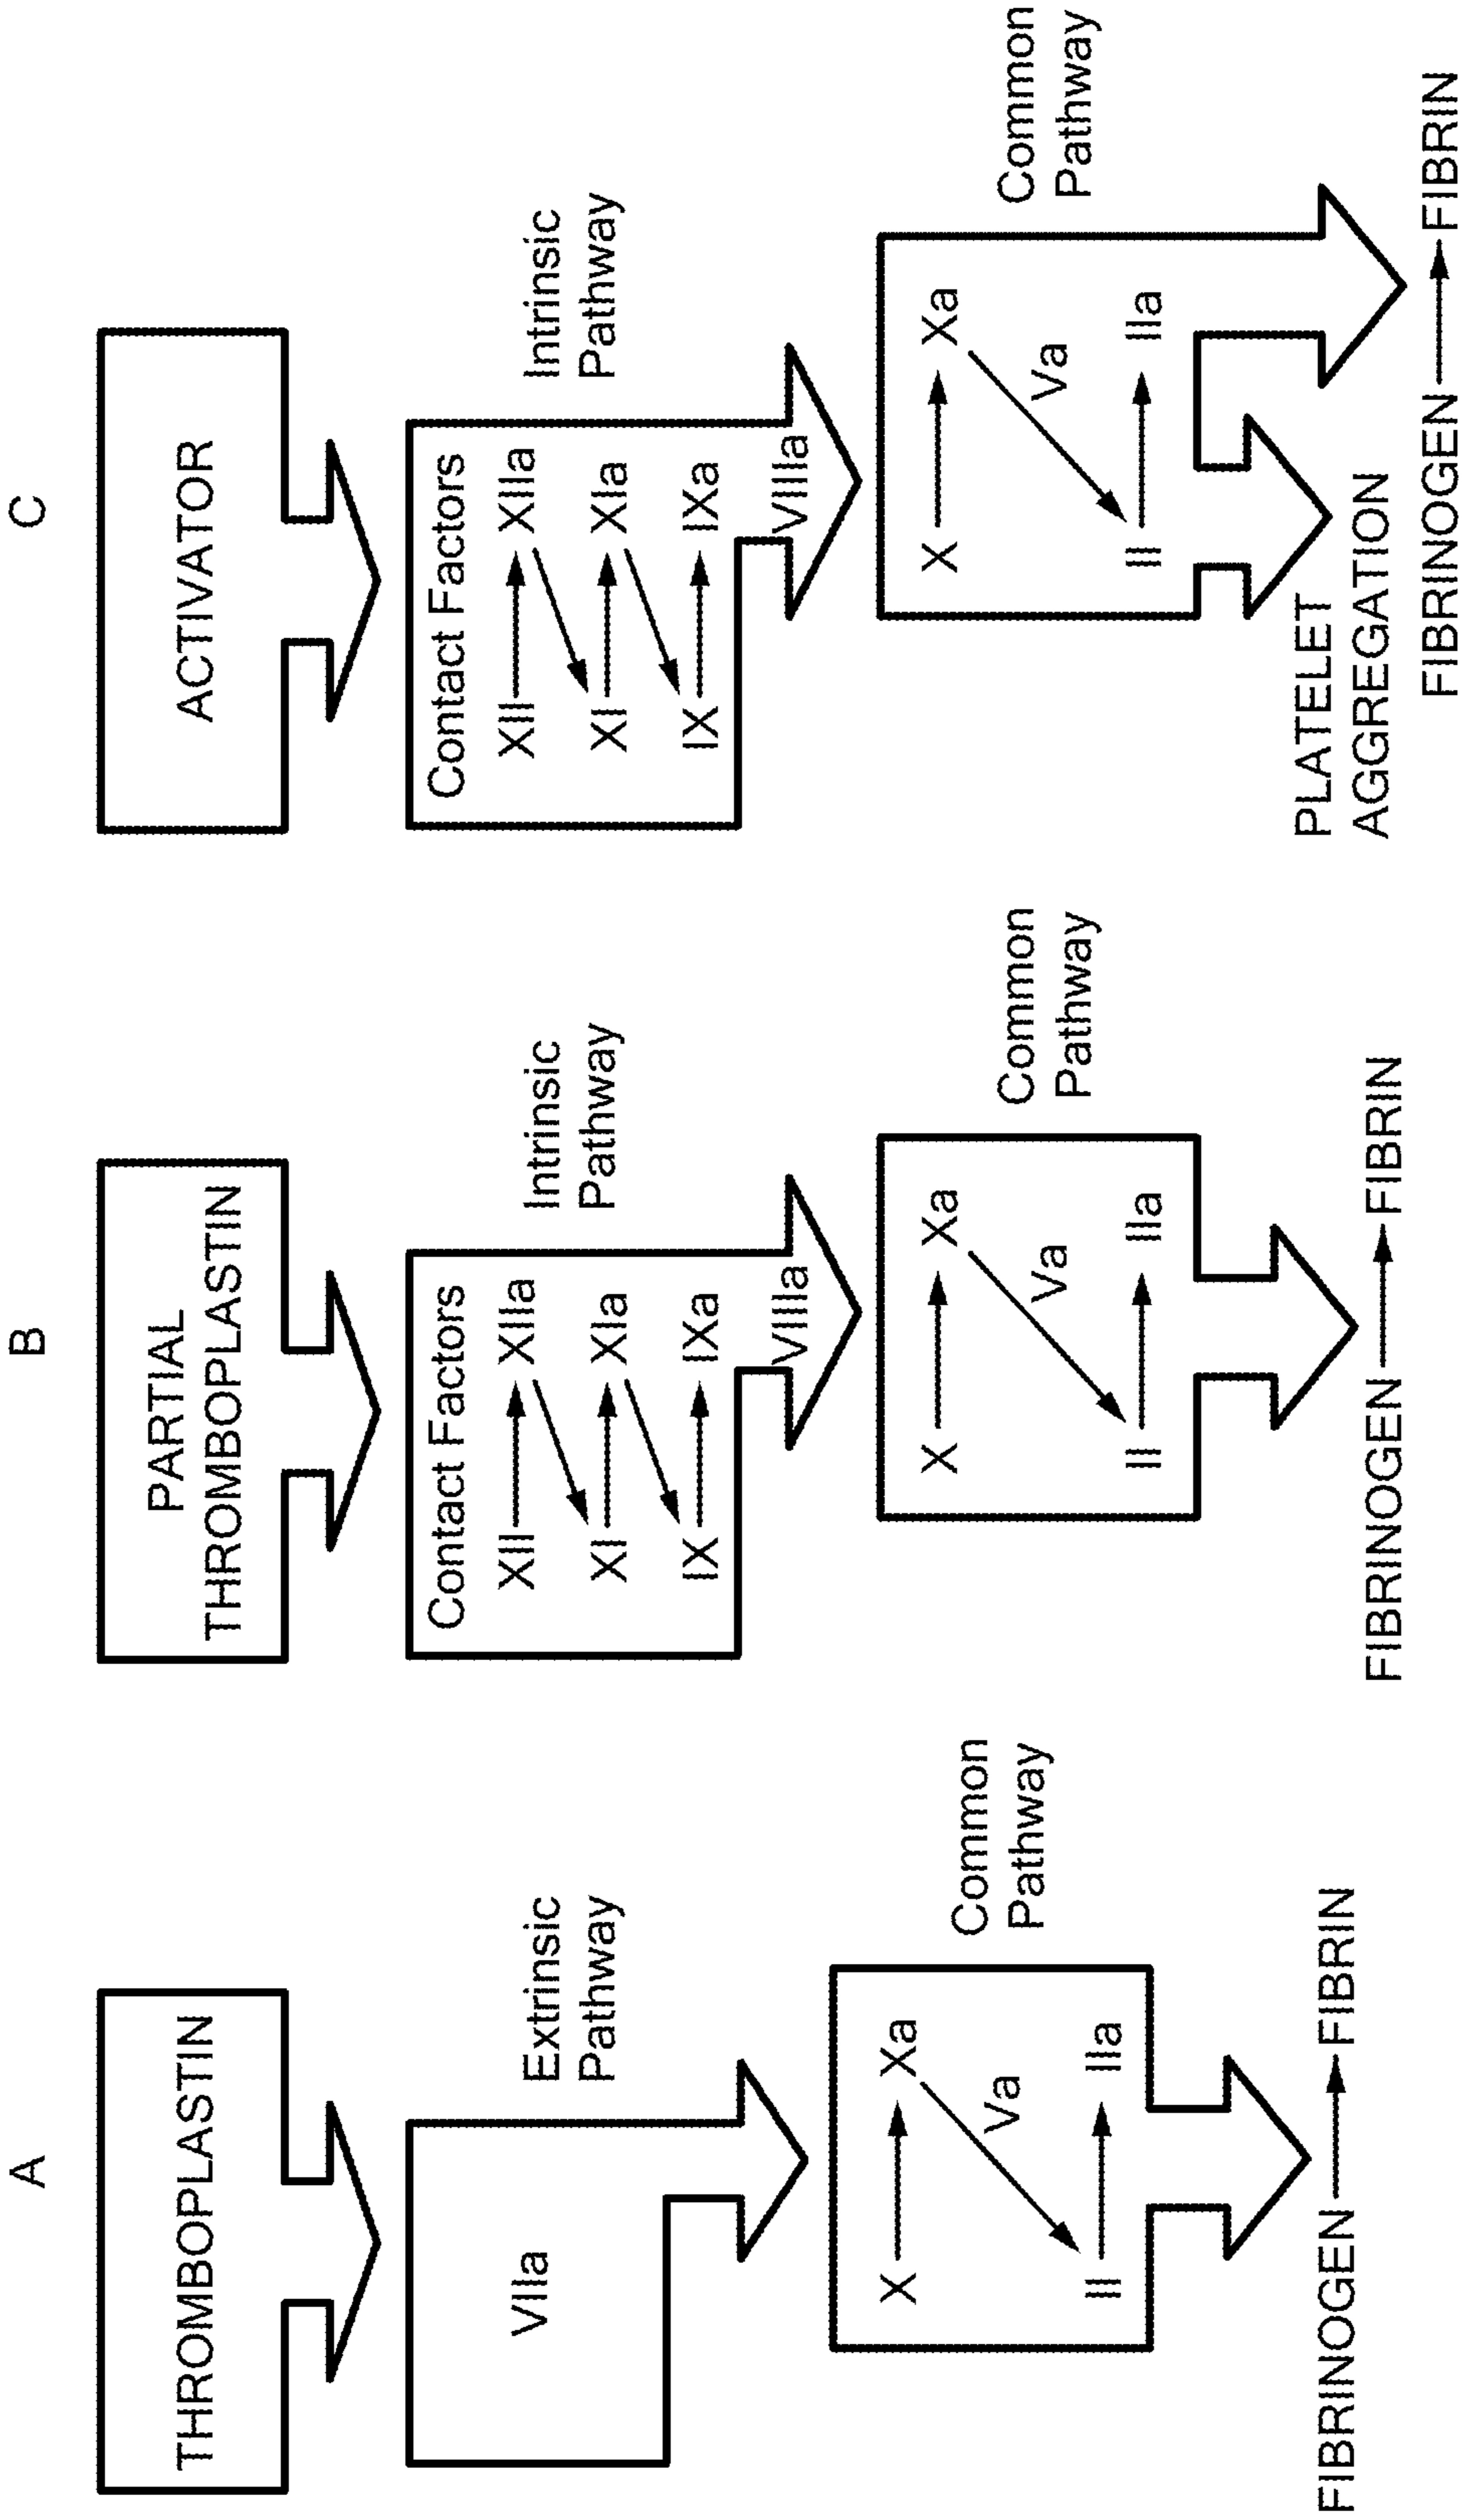 A
THROMBOPLASTIN
VIIa
Extrinsic
Pathway
X
Xa
Va
II
IIa
Common
Pathway
FIBRINOGEN
FIBRIN
B
PARTIAL
THROMBOPLASTIN
Contact Factors
XII
XIIa
XI
XIa
IX
IXa
VIIIa
Intrinsic
Pathway
X
Xa
Va
II
IIa
Common
Pathway
FIBRINOGEN
FIBRIN
C
ACTIVATOR
Contact Factors
XII
XIIa
XI
XIa
IX
IXa
VIIIa
Intrinsic
Pathway
X
Xa
Va
II
IIa
Common
Pathway
PLATELET
AGGREGATION
FIBRINOGEN
FIBRIN